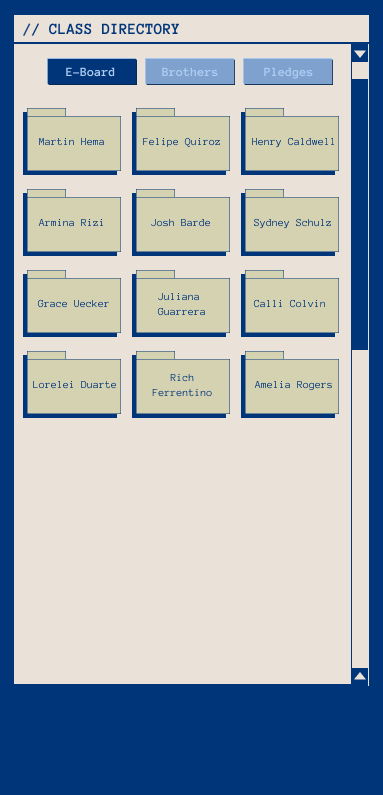 // CLASS DIRECTORY
E-Board Brothers Pledges
Martin Hema Felipe Quiroz Henry Caldwell
Armina Rizi Josh Barde Sydney Schulz
Grace Uecker Juliana Guarrera Calli Colvin
Lorelei Duarte Rich Ferrentino Amelia Rogers